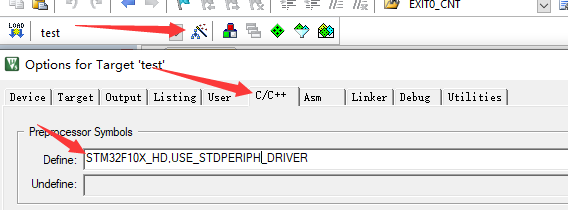 EXIT0_CNT
LOAD
test
Options for Target 'test'
Device Target Output Listing User C/C++ Asm Linker Debug Utilities
Preprocessor Symbols
Define: STM32F10X_HD,USE_STDPERIPH_DRIVER
Undefine: